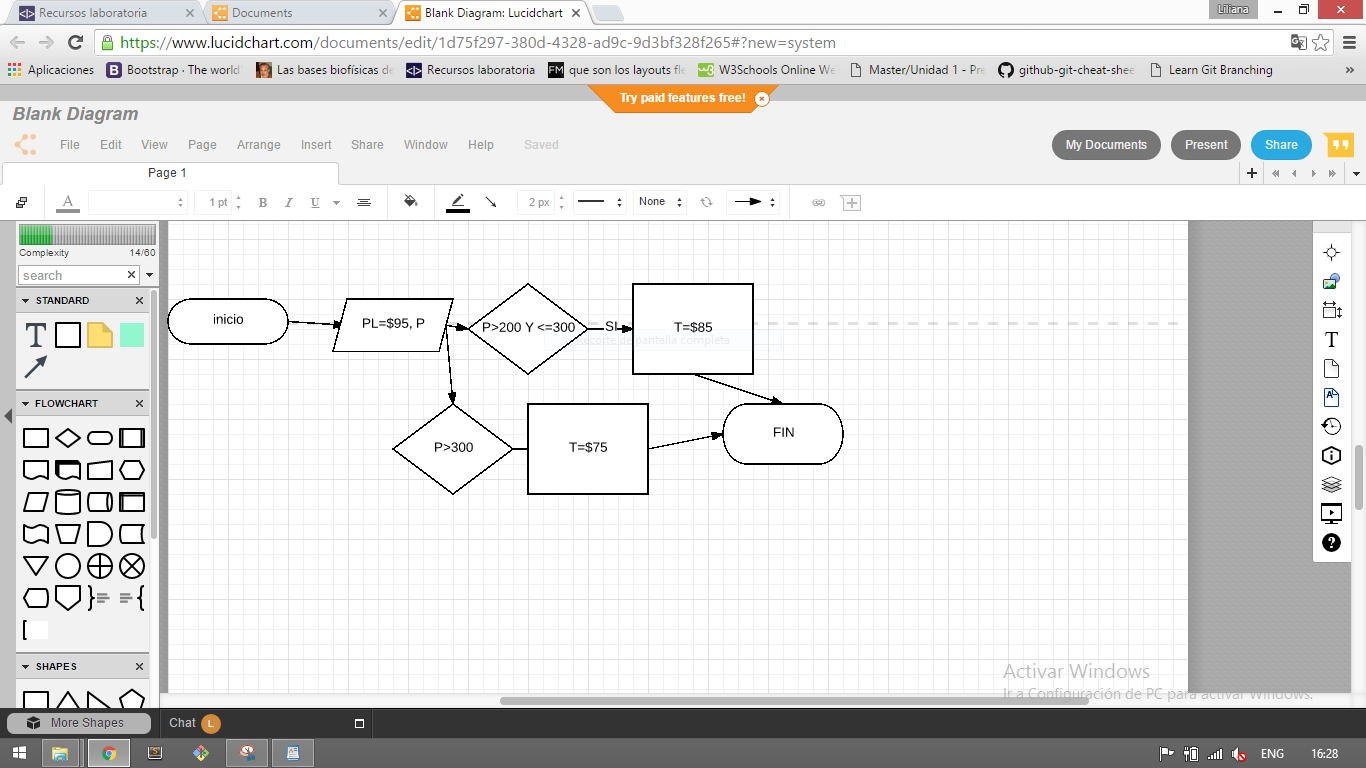 Recursos laboratoria
Documents
Blank Diagram: Lucidchart
Liliana
https://www.lucidchart.com/documents/edit/1d75f297-380d-4328-ad9c-9d3bf328f265#?new=system
Aplicaciones
Bootstrap · The world
Las bases biofísicas de
Recursos laboratoria
FM que son los layouts fle
W3Schools Online We
Master/Unidad 1 - Pre
github-git-cheat-shee
Learn Git Branching
»
Try paid features free!
Blank Diagram
File Edit View Page Arrange Insert Share Window Help Saved
My Documents Present Share
Page 1
A 1 pt B I U 2 px None
Complexity 14/60
search
STANDARD
T
FLOWCHART
SHAPES
inicio
PL=$95, P
P>200 Y <=300
SI
T=$85
Recorte de pantalla completa
P>300
T=$75
FIN
T
A
Activar Windows
Ir a Configuración de PC para activar Windows.
More Shapes
Chat L
ENG 16:28